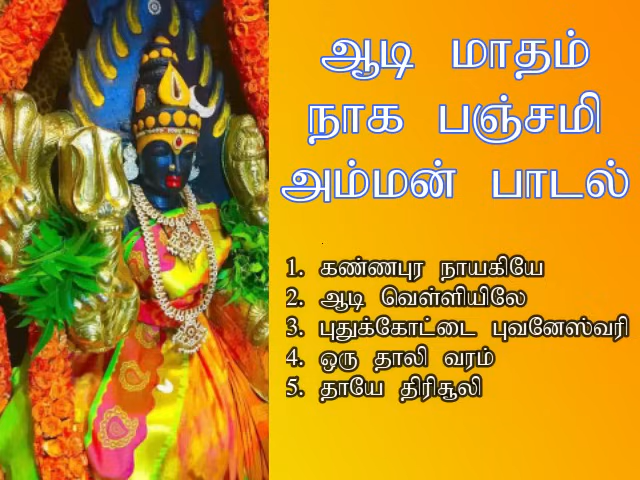 ஆடி மாதம்
நாக பஞ்சமி
அம்மன் பாடல்
1. கண்ணபுர நாயகியே
2. ஆடி வெள்ளியிலே
3. புதுக்கோட்டை புவனேஸ்வரி
4. ஒரு தாலி வரம்
5. தாயே திரிசூலி